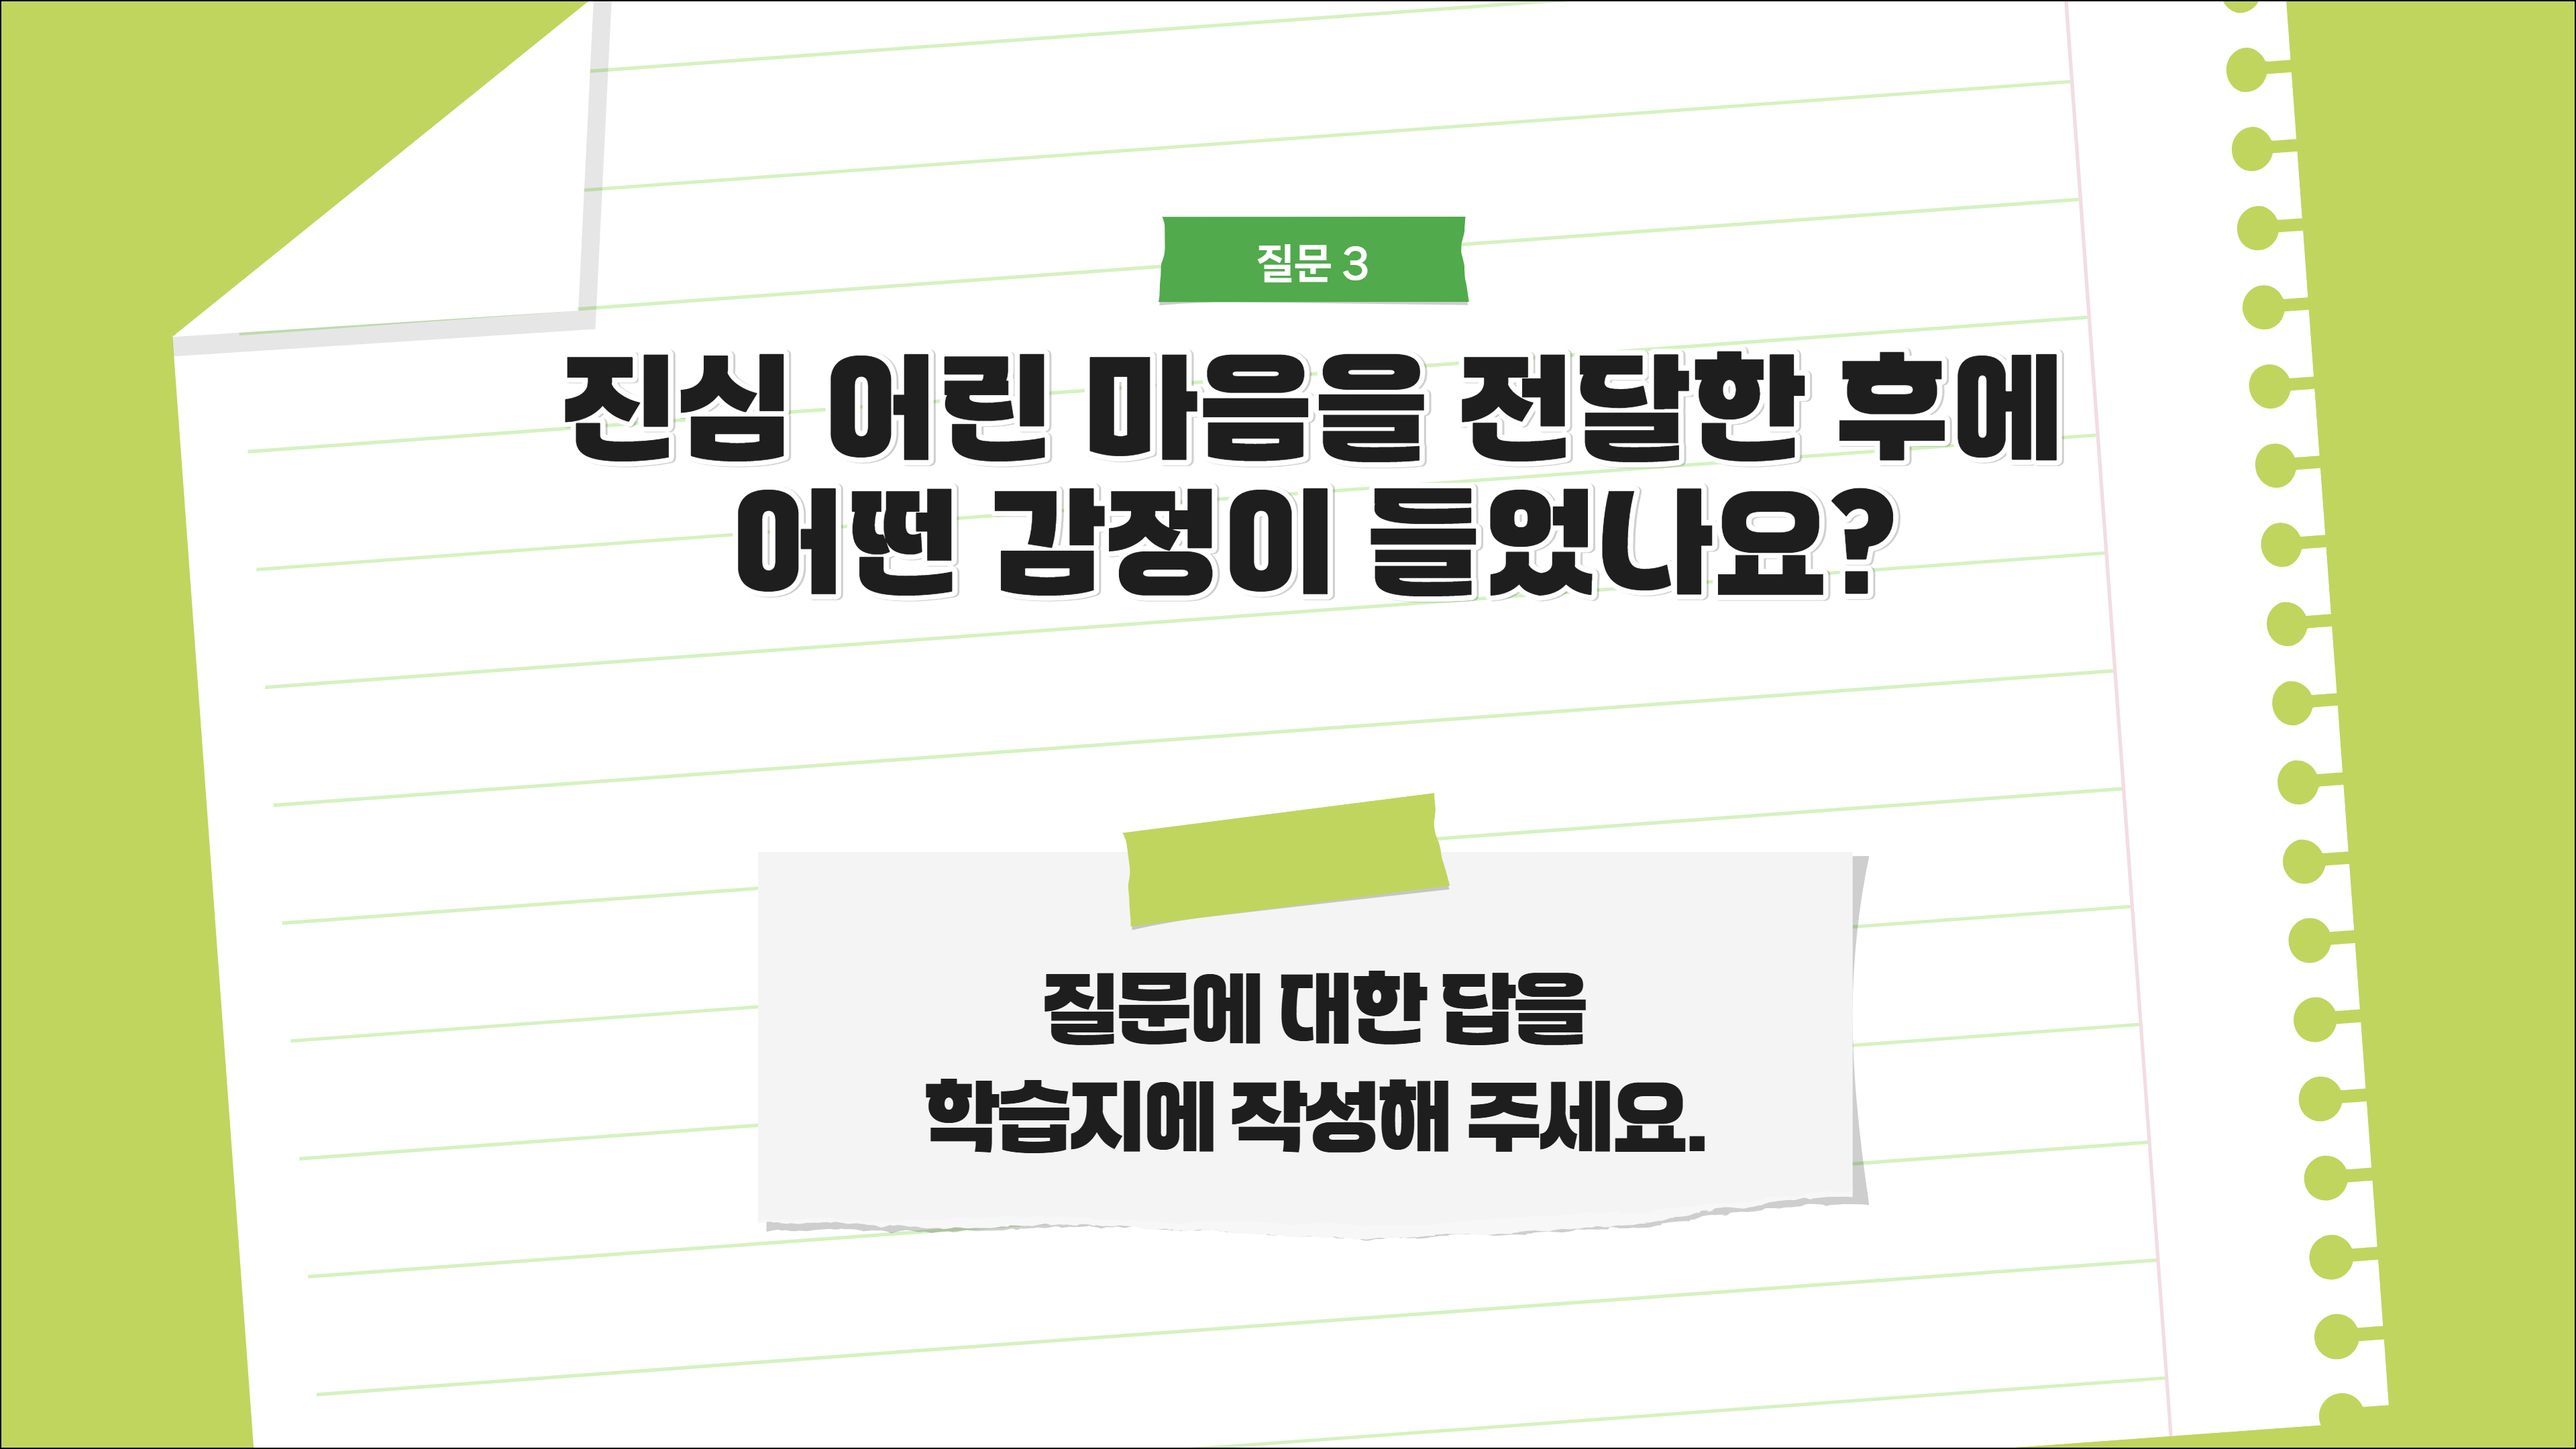 질문 3
진심 어린 마음을 전달한 후에
어떤 감정이 들었나요?
질문에 대한 답을
학습지에 작성해 주세요.